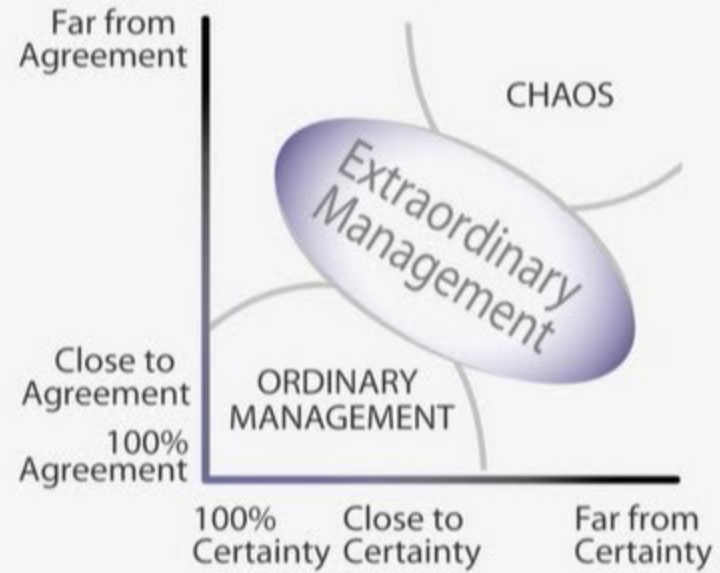 Far from
Agreement
CHAOS
Extraordinary
Management
Close to
Agreement
ORDINARY
MANAGEMENT
100%
Agreement
100%
Certainty
Close to
Certainty
Far from
Certainty